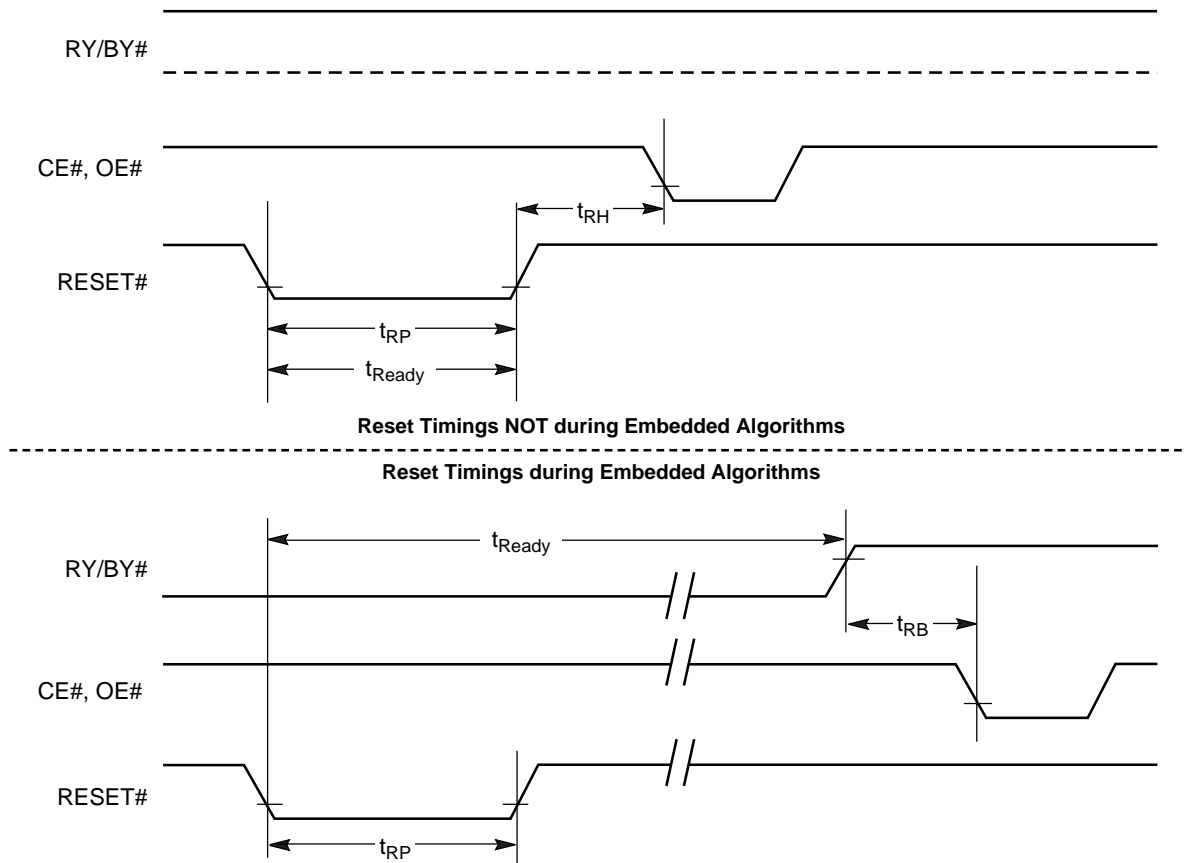 RY/BY#
CE#, OE#
tRH
RESET#
tRP
tReady
Reset Timings NOT during Embedded Algorithms
Reset Timings during Embedded Algorithms
tReady
RY/BY#
tRB
CE#, OE#
RESET#
tRP